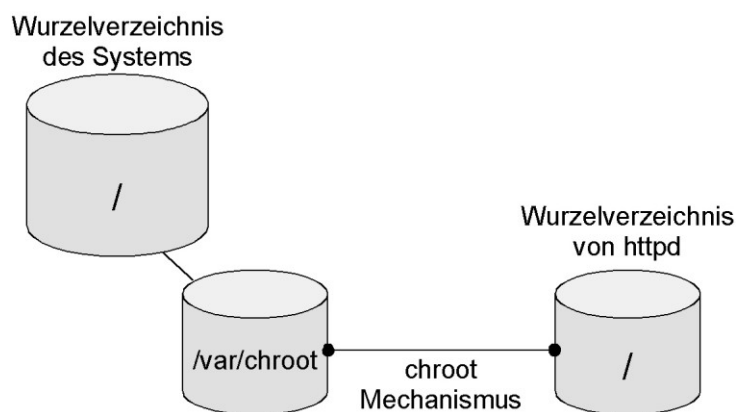 Wurzelverzeichnis
des Systems
/
Wurzelverzeichnis
von httpd
/var/chroot
chroot
Mechanismus
/